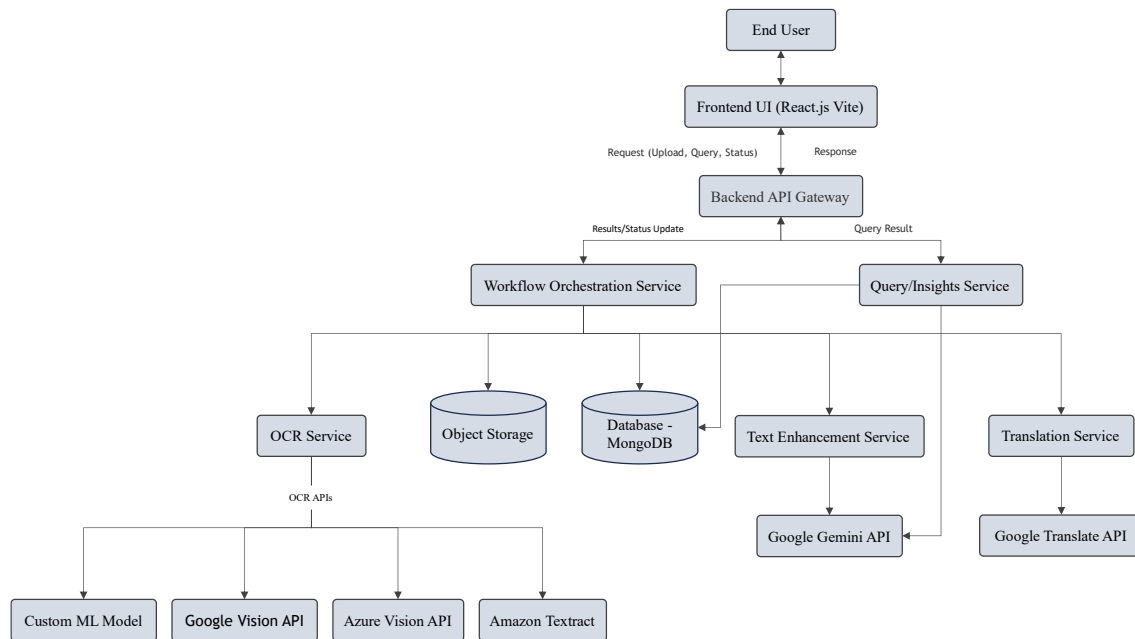 End User
Frontend UI (React.js Vite)
Request (Upload, Query, Status)
Response
Backend API Gateway
Results/Status Update
Query Result
Workflow Orchestration Service
Query/Insights Service
OCR Service
Object Storage
Database -
MongoDB
Text Enhancement Service
Translation Service
OCR APIs
Google Gemini API
Google Translate API
Custom ML Model
Google Vision API
Azure Vision API
Amazon Textract